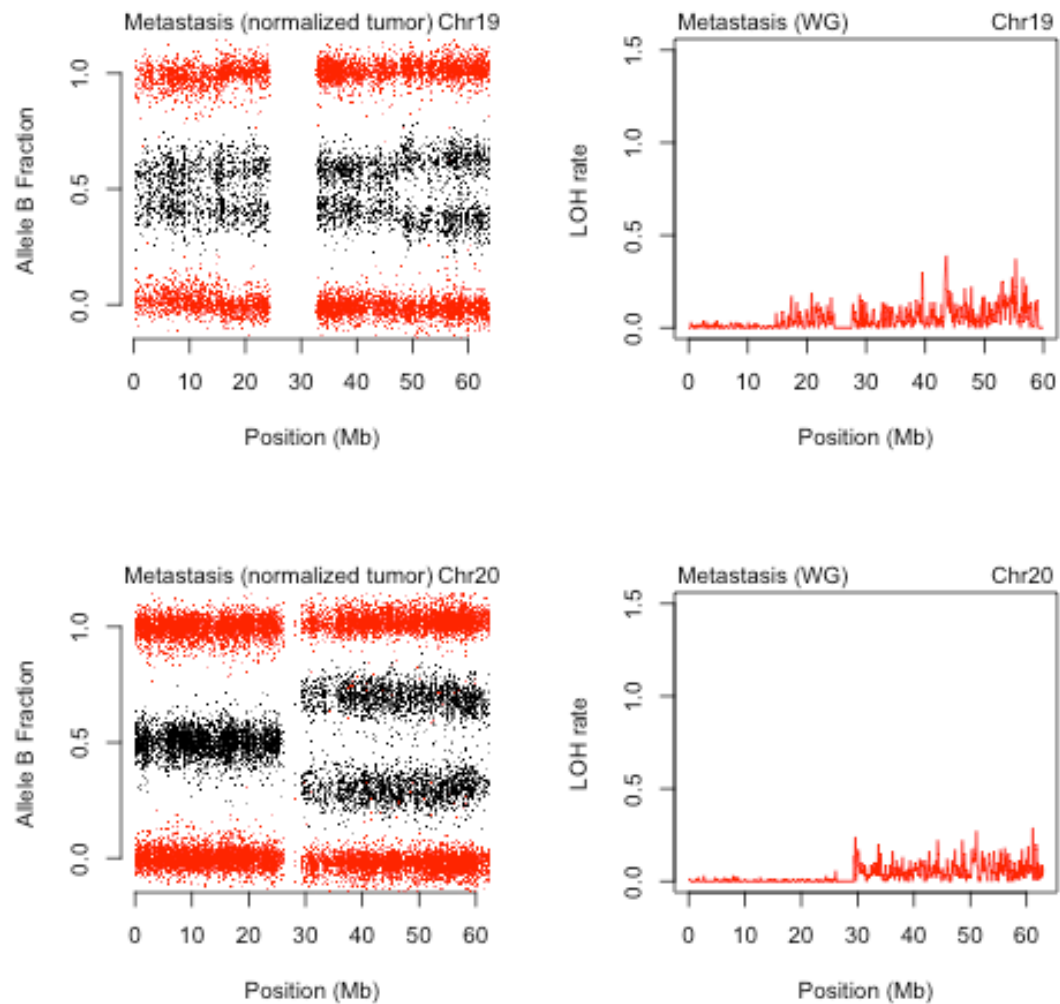 Metastasis (normalized tumor) Chr19
Allele B Fraction
1.0
0.5
0.0
0 10 20 30 40 50 60
Position (Mb)
Metastasis (WG) Chr19
LOH rate
1.5
1.0
0.5
0.0
0 10 20 30 40 50 60
Position (Mb)
Metastasis (normalized tumor) Chr20
Allele B Fraction
1.0
0.5
0.0
0 10 20 30 40 50 60
Position (Mb)
Metastasis (WG) Chr20
LOH rate
1.5
1.0
0.5
0.0
0 10 20 30 40 50 60
Position (Mb)